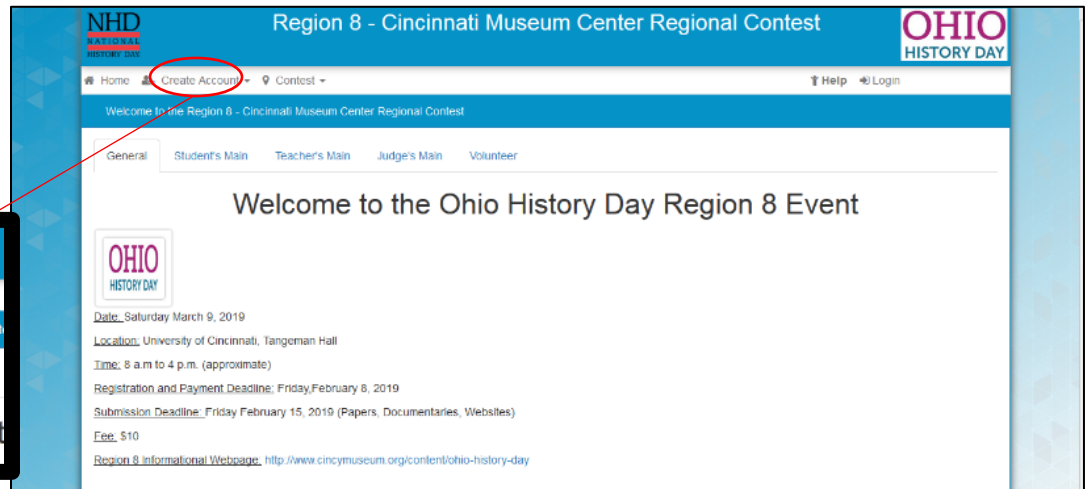 NHD
NATIONAL
HISTORY DAY
Region 8 - Cincinnati Museum Center Regional Contest
OHIO
HISTORY DAY
Home Create Account Contest Help Login
Welcome to the Region 8 - Cincinnati Museum Center Regional Contest
General Student's Main Teacher's Main Judge's Main Volunteer
Welcome to the Ohio History Day Region 8 Event
OHIO
HISTORY DAY
Date: Saturday March 9, 2019
Location: University of Cincinnati, Tangeman Hall
Time: 8 a.m to 4 p.m. (approximate)
Registration and Payment Deadline: Friday,February 8, 2019
Submission Deadline: Friday February 15, 2019 (Papers, Documentaries, Websites)
Fee: $10
Region 8 Informational Webpage: http://www.cincymuseum.org/content/ohio-history-day